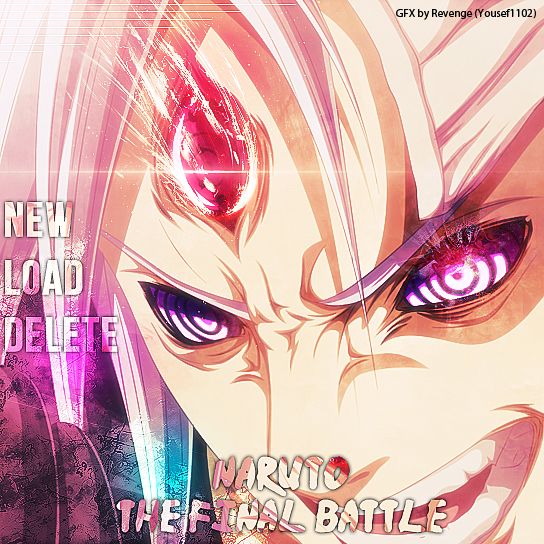 GFX by Revenge (Yousef1102)
NEW
LOAD
DELETE
NARUTO
THE FINAL BATTLE